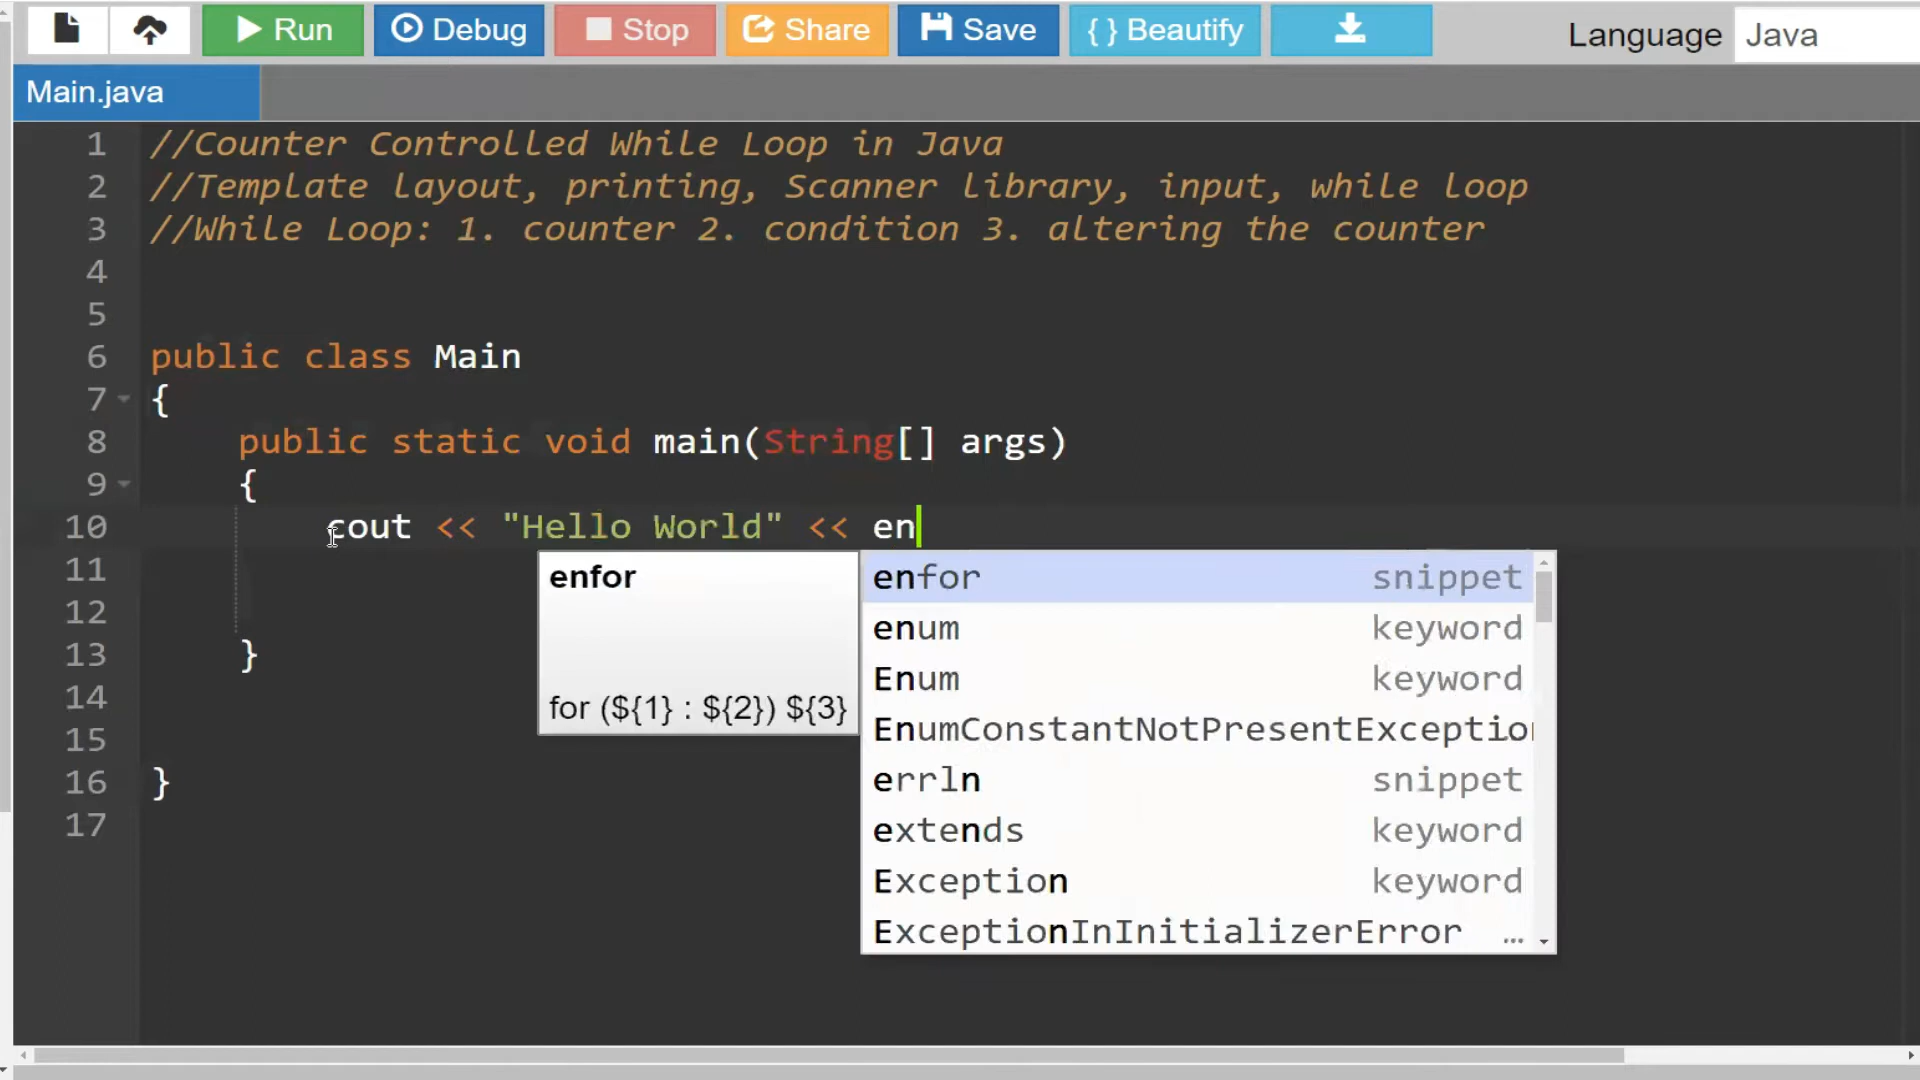 Run Debug Stop Share Save { } Beautify Language Java
Main.java
1 //Counter Controlled While Loop in Java
2 //Template layout, printing, Scanner library, input, while loop
3 //While Loop: 1. counter 2. condition 3. altering the counter
4
5
6 public class Main
7 {
8 public static void main(String[] args)
9 {
10 cout << "Hello World" << en
11
12
13 }
14
15
16 }
17
enfor
for (${1} : ${2}) ${3}
enfor snippet
enum keyword
Enum keyword
EnumConstantNotPresentExceptio
errln snippet
extends keyword
Exception keyword
ExceptionInInitializerError ...